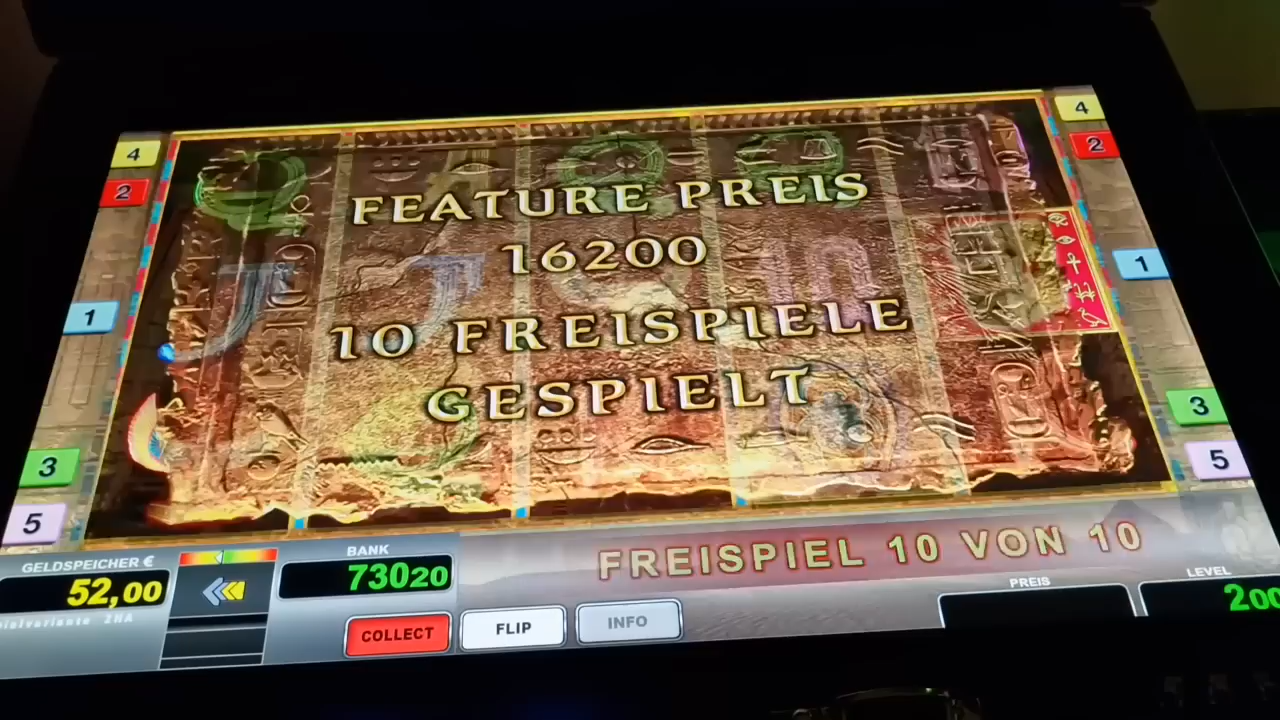 4
2
1
3
5
4
2
1
3
5
FEATURE PREIS
16200
10 FREISPIELE
GESPIELT
FREISPIEL 10 VON 10
GELDSPEICHER €
52,00
BANK
73020
COLLECT
FLIP
INFO
PREIS
LEVEL
200